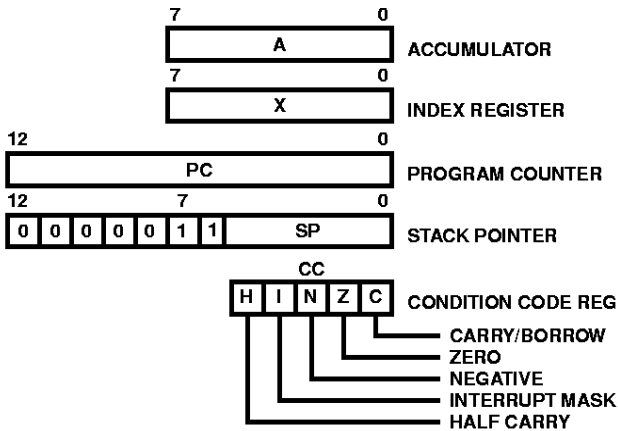 7 0
A ACCUMULATOR
7 0
X INDEX REGISTER
12 0
PC PROGRAM COUNTER
12 7 0
0 0 0 0 0 1 1 SP STACK POINTER
CC
H I N Z C CONDITION CODE REG
CARRY/BORROW
ZERO
NEGATIVE
INTERRUPT MASK
HALF CARRY